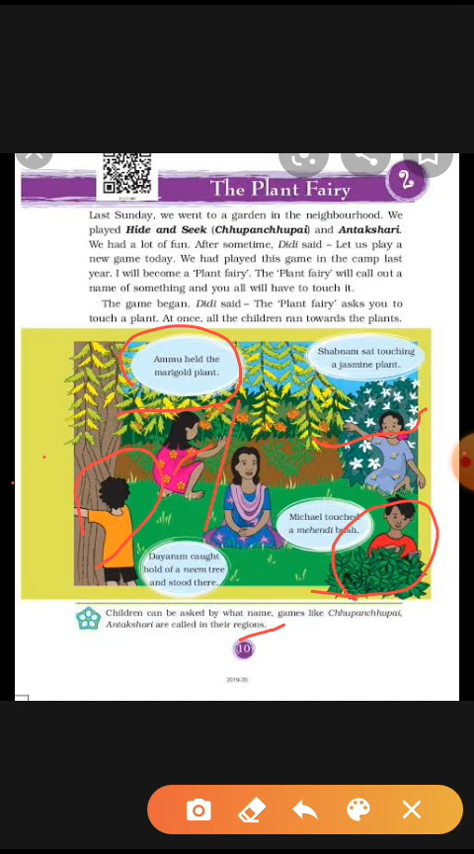 The Plant Fairy
2
Last Sunday, we went to a garden in the neighbourhood. We
played Hide and Seek (Chhupanchhupai) and Antakshari.
We had a lot of fun. After sometime, Didi said – Let us play a
new game today. We had played this game in the camp last
year. I will become a 'Plant fairy'. The 'Plant fairy' will call out a
name of something and you all will have to touch it.
The game began. Didi said – The 'Plant fairy' asks you to
touch a plant. At once, all the children ran towards the plants.
Ammu held the
marigold plant.
Shabnam sat touching
a jasmine plant.
Michael touched
a mehendi bush.
Dayaram caught
hold of a neem tree
and stood there.
Children can be asked by what name, games like Chhupanchhupai,
Antakshari are called in their regions.
10
2019-20